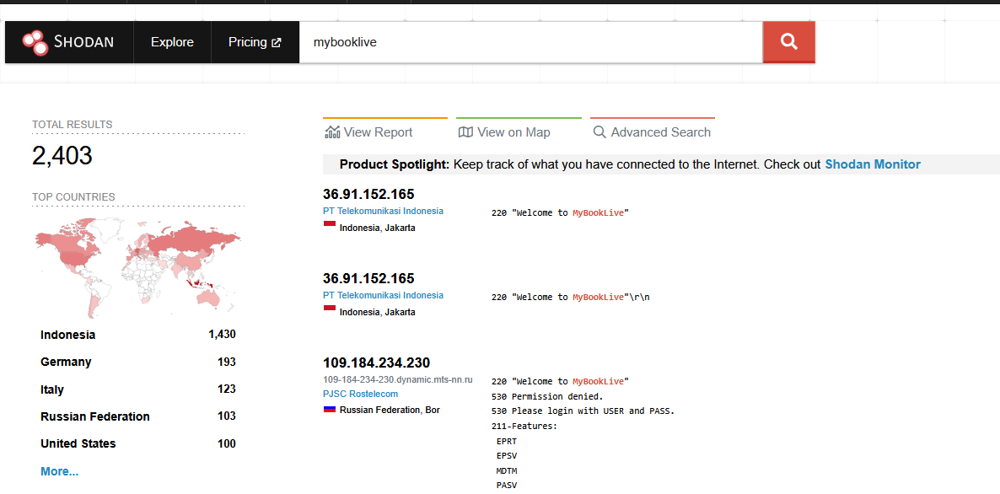 SHODAN Explore Pricing mybooklive
TOTAL RESULTS
2,403
TOP COUNTRIES
Indonesia 1,430
Germany 193
Italy 123
Russian Federation 103
United States 100
More...
View Report View on Map Advanced Search
Product Spotlight: Keep track of what you have connected to the Internet. Check out Shodan Monitor
36.91.152.165
PT Telekomunikasi Indonesia
Indonesia, Jakarta
220 "Welcome to MyBookLive"
36.91.152.165
PT Telekomunikasi Indonesia
Indonesia, Jakarta
220 "Welcome to MyBookLive"\r\n
109.184.234.230
109-184-234-230.dynamic.mts-nn.ru
PJSC Rostelecom
Russian Federation, Bor
220 "Welcome to MyBookLive"
530 Permission denied.
530 Please login with USER and PASS.
211-Features:
EPRT
EPSV
MDTM
PASV